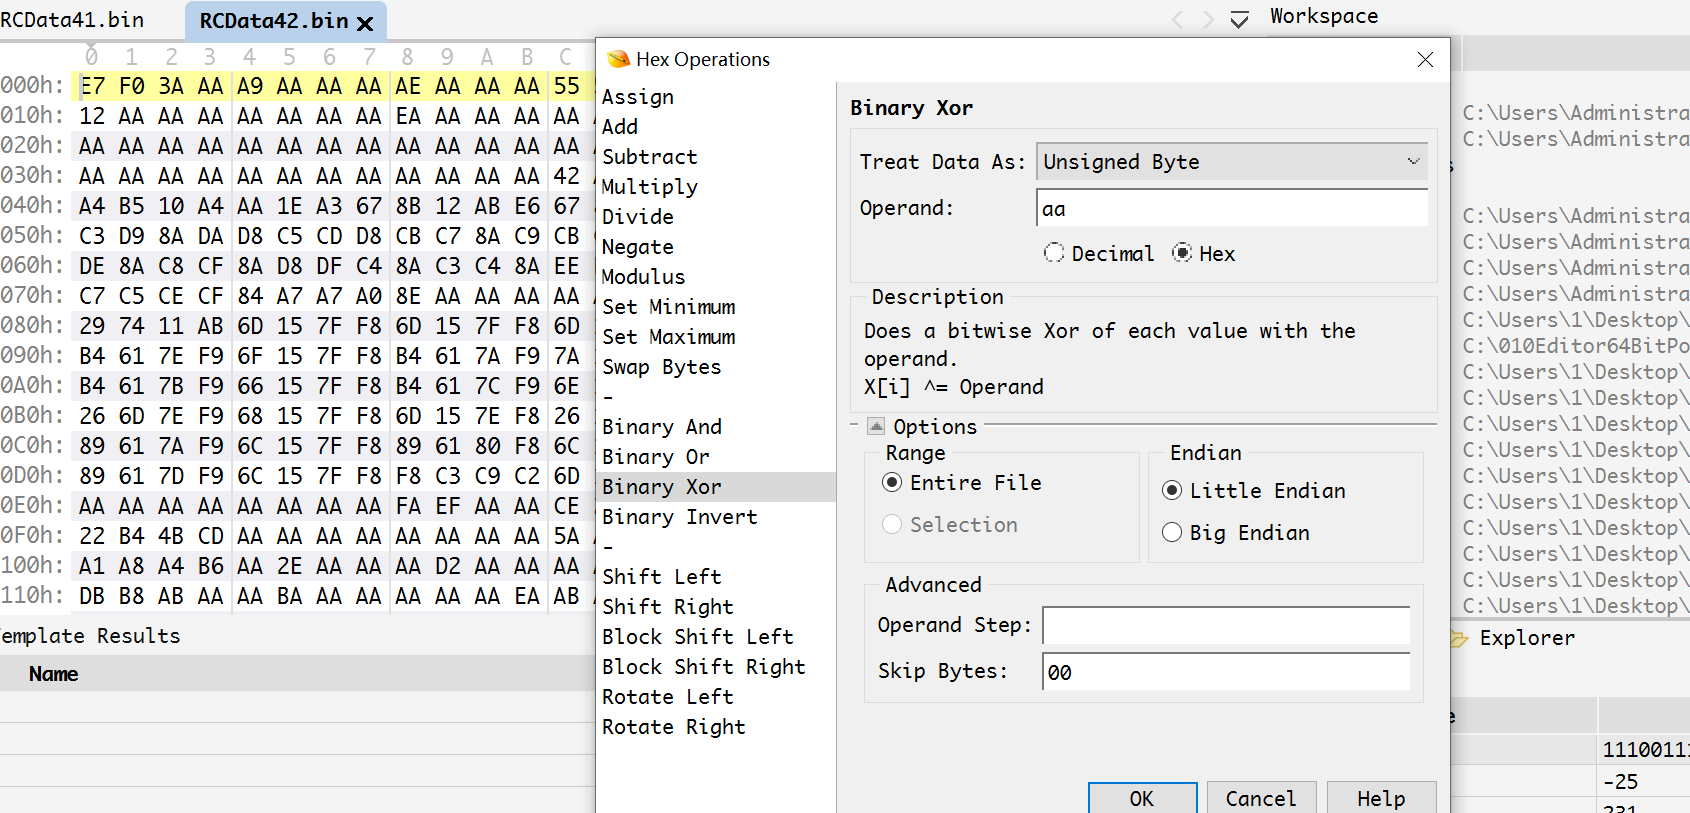 RCData41.bin
RCData42.bin
Workspace
0 1 2 3 4 5 6 7 8 9 A B C
000h: E7 F0 3A AA A9 AA AA AA AE AA AA AA 55
010h: 12 AA AA AA AA AA AA AA EA AA AA AA AA
020h: AA AA AA AA AA AA AA AA AA AA AA AA AA
030h: AA AA AA AA AA AA AA AA AA AA AA AA 42
040h: A4 B5 10 A4 AA 1E A3 67 8B 12 AB E6 67
050h: C3 D9 8A DA D8 C5 CD D8 CB C7 8A C9 CB
060h: DE 8A C8 CF 8A D8 DF C4 8A C3 C4 8A EE
070h: C7 C5 CE CF 84 A7 A7 A0 8E AA AA AA AA
080h: 29 74 11 AB 6D 15 7F F8 6D 15 7F F8 6D
090h: B4 61 7E F9 6F 15 7F F8 B4 61 7A F9 7A
0A0h: B4 61 7B F9 66 15 7F F8 B4 61 7C F9 6E
0B0h: 26 6D 7E F9 68 15 7F F8 6D 15 7E F8 26
0C0h: 89 61 7A F9 6C 15 7F F8 89 61 80 F8 6C
0D0h: 89 61 7D F9 6C 15 7F F8 F8 C3 C9 C2 6D
0E0h: AA AA AA AA AA AA AA AA FA EF AA AA CE
0F0h: 22 B4 4B CD AA AA AA AA AA AA AA AA 5A
100h: A1 A8 A4 B6 AA 2E AA AA AA D2 AA AA AA
110h: DB B8 AB AA AA BA AA AA AA AA AA EA AB
Template Results
Name
Hex Operations
Assign
Add
Subtract
Multiply
Divide
Negate
Modulus
Set Minimum
Set Maximum
Swap Bytes
-
Binary And
Binary Or
Binary Xor
Binary Invert
-
Shift Left
Shift Right
Block Shift Left
Block Shift Right
Rotate Left
Rotate Right
Binary Xor
Treat Data As: Unsigned Byte
Operand: aa
Decimal Hex
Description
Does a bitwise Xor of each value with the
operand.
X[i] ^= Operand
Options
Range
Entire File
Selection
Endian
Little Endian
Big Endian
Advanced
Operand Step:
Skip Bytes: 00
OK Cancel Help
C:\Users\Administra
C:\Users\Administra
s
C:\Users\Administra
C:\Users\Administra
C:\Users\Administra
C:\Users\Administra
C:\Users\1\Desktop\
C:\010Editor64BitPo
C:\Users\1\Desktop\
C:\Users\1\Desktop\
C:\Users\1\Desktop\
C:\Users\1\Desktop\
C:\Users\1\Desktop\
C:\Users\1\Desktop\
C:\Users\1\Desktop\
C:\Users\1\Desktop\
C:\Users\1\Desktop\
C:\Users\1\Desktop\
Explorer
e
1110011
-25
231